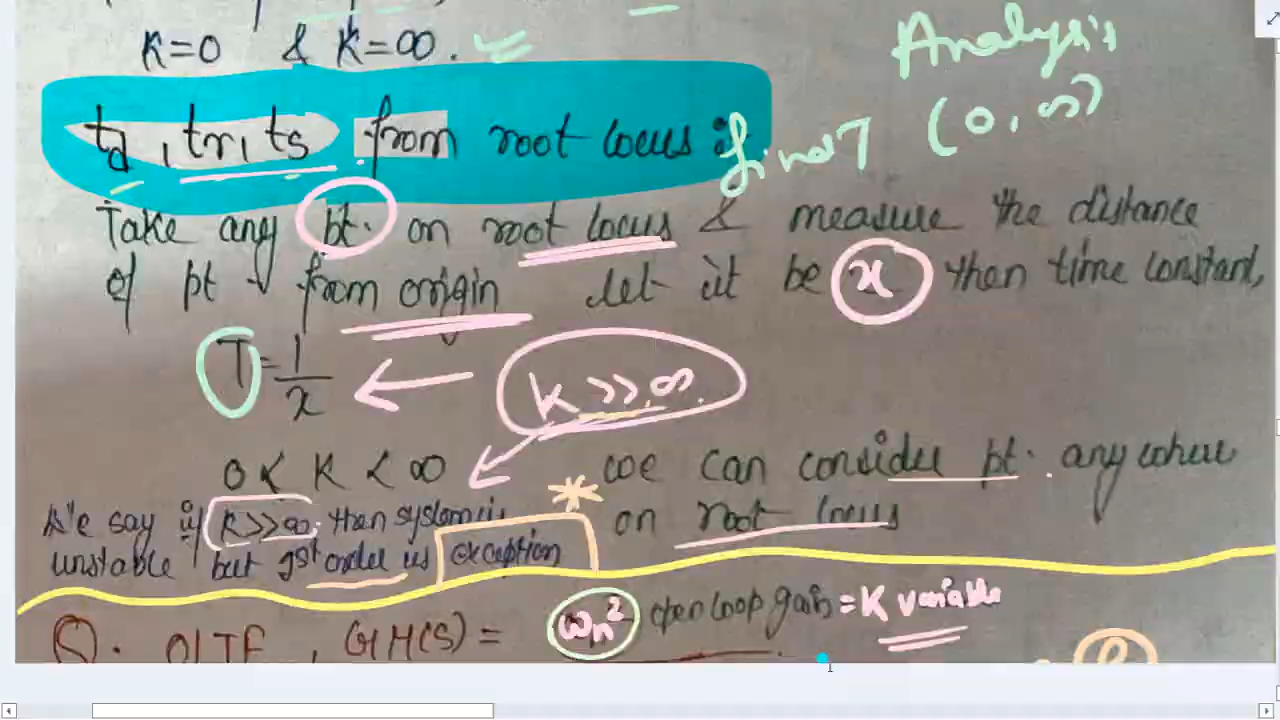 K=0 & K=∞.
Analysis
(0, ∞)
td, tr, ts from root locus :
Take any pt. on root locus & measure the distance
of pt from origin let it be x then time constant,
T = 1/x
K >> ∞
0 < K < ∞ we can consider pt. anywhere
on root locus
We say if K>>∞ then system is
unstable but 1st order is exception
open loop gain = K variable
Q. OLTF, GH(S) = ωn²